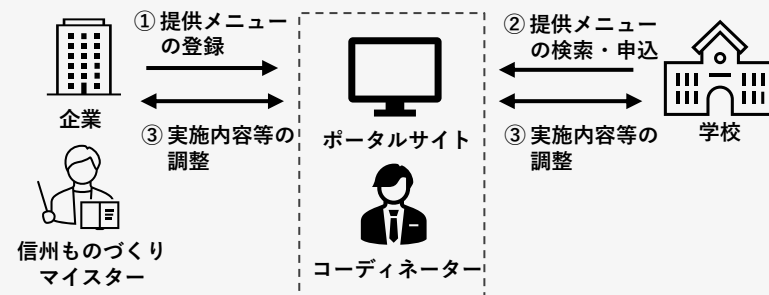 ① 提供メニュー
の登録
企業
③ 実施内容等の
調整
信州ものづくり
マイスター
ポータルサイト
コーディネーター
② 提供メニュー
の検索・申込
③ 実施内容等の
調整
学校